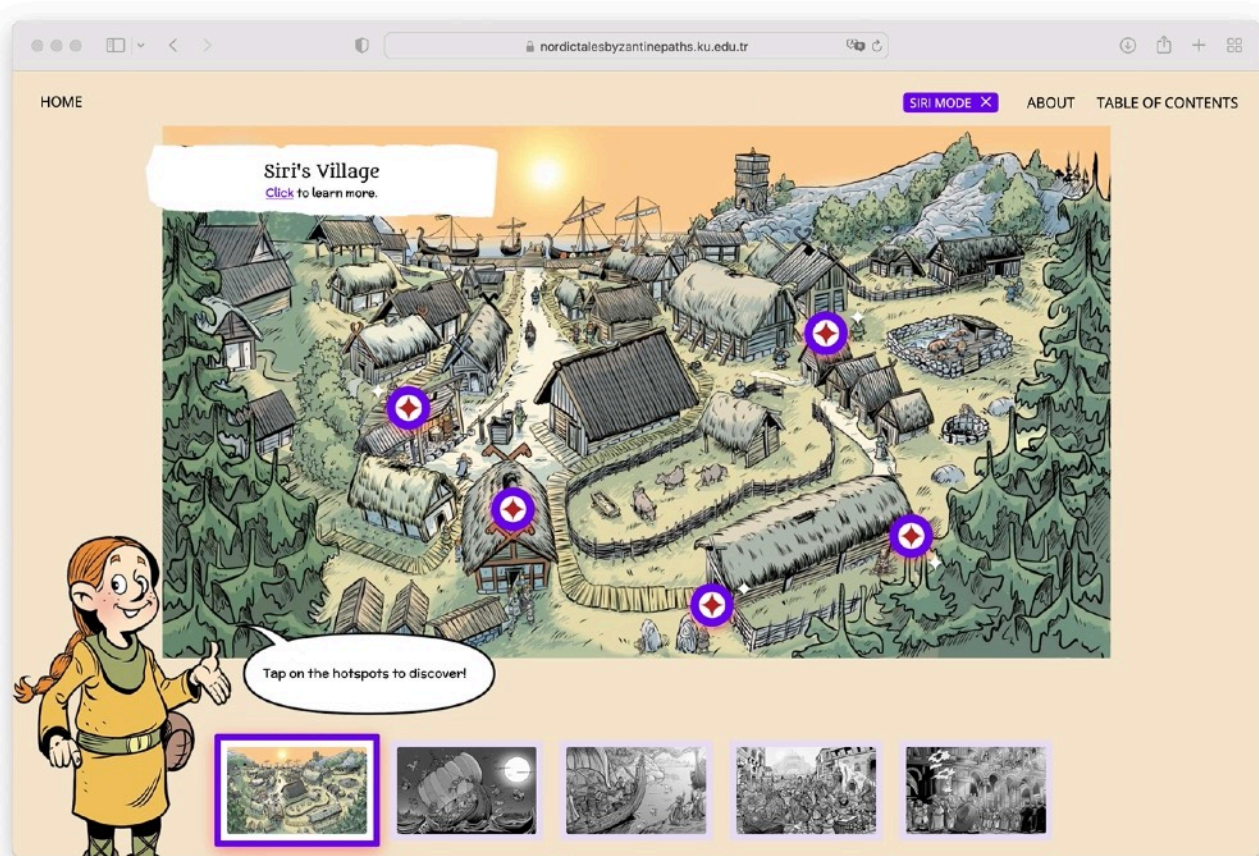 nordictalesbyzantinepaths.ku.edu.tr
HOME
SIRI MODE ✕
ABOUT
TABLE OF CONTENTS
Siri's Village
Click to learn more.
Tap on the hotspots to discover!